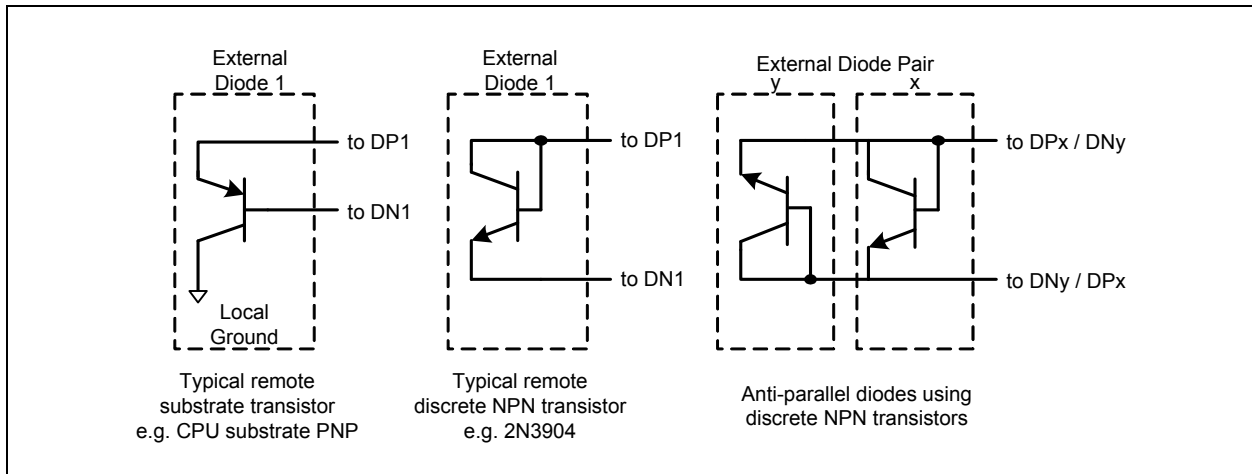 External
Diode 1
to DP1
to DN1
Local
Ground
Typical remote
substrate transistor
e.g. CPU substrate PNP
External
Diode 1
to DP1
to DN1
Typical remote
discrete NPN transistor
e.g. 2N3904
External Diode Pair
y
x
to DPx / DNy
to DNy / DPx
Anti-parallel diodes using
discrete NPN transistors